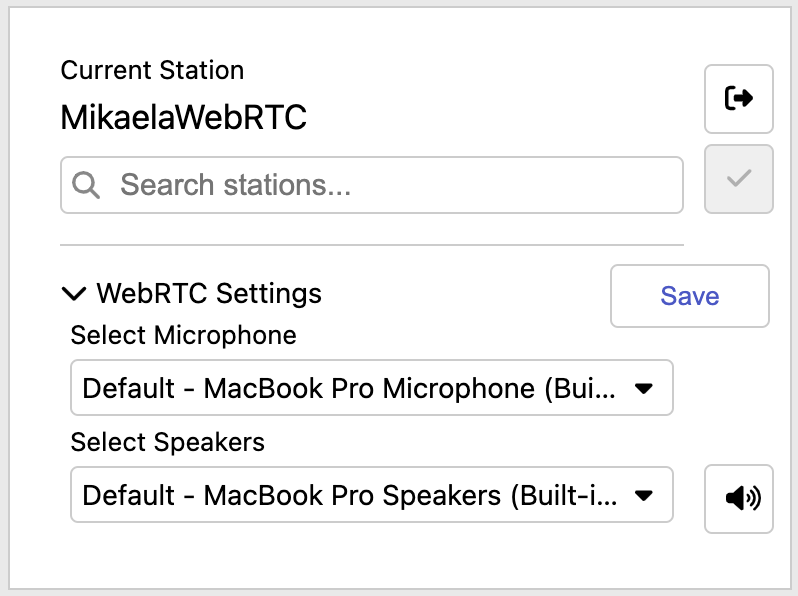 Current Station
MikaelaWebRTC
Search stations...
WebRTC Settings
Save
Select Microphone
Default - MacBook Pro Microphone (Bui...
Select Speakers
Default - MacBook Pro Speakers (Built-i...